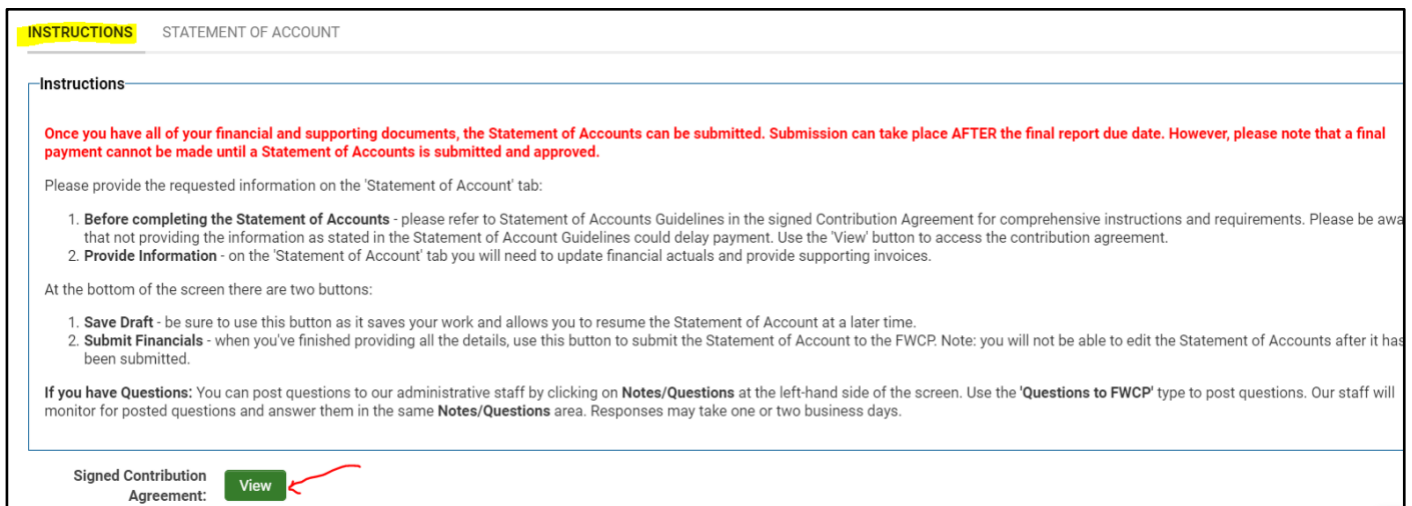 INSTRUCTIONS STATEMENT OF ACCOUNT
Instructions
Once you have all of your financial and supporting documents, the Statement of Accounts can be submitted. Submission can take place AFTER the final report due date. However, please note that a final
payment cannot be made until a Statement of Accounts is submitted and approved.
Please provide the requested information on the 'Statement of Account' tab:
1. Before completing the Statement of Accounts - please refer to Statement of Accounts Guidelines in the signed Contribution Agreement for comprehensive instructions and requirements. Please be awa
that not providing the information as stated in the Statement of Account Guidelines could delay payment. Use the 'View' button to access the contribution agreement.
2. Provide Information - on the 'Statement of Account' tab you will need to update financial actuals and provide supporting invoices.
At the bottom of the screen there are two buttons:
1. Save Draft - be sure to use this button as it saves your work and allows you to resume the Statement of Account at a later time.
2. Submit Financials - when you've finished providing all the details, use this button to submit the Statement of Account to the FWCP. Note: you will not be able to edit the Statement of Accounts after it has
been submitted.
If you have Questions: You can post questions to our administrative staff by clicking on Notes/Questions at the left-hand side of the screen. Use the 'Questions to FWCP' type to post questions. Our staff will
monitor for posted questions and answer them in the same Notes/Questions area. Responses may take one or two business days.
Signed Contribution
Agreement:
View